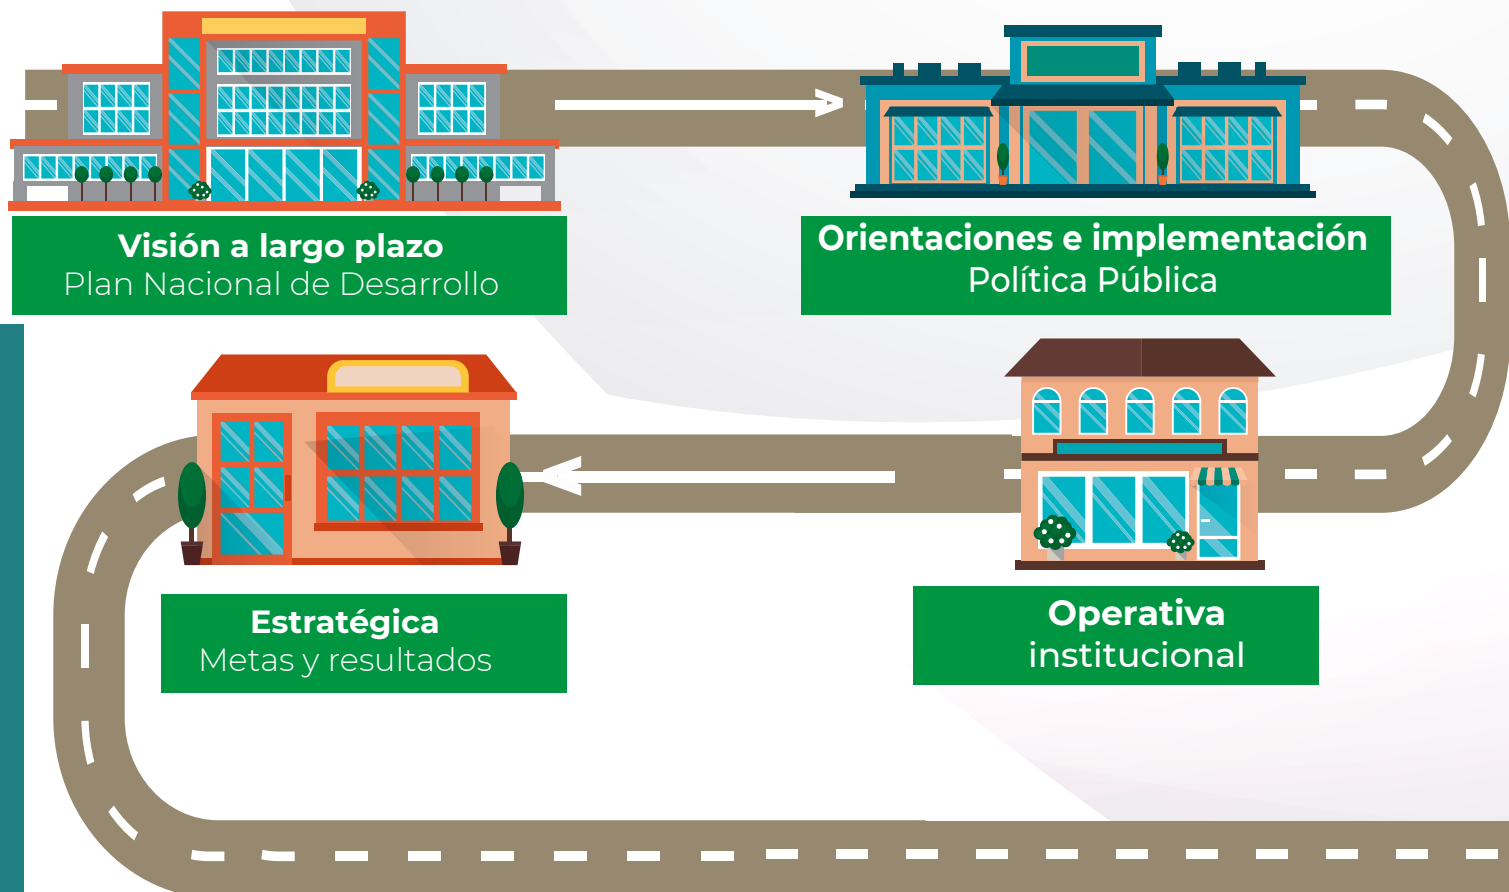 Visión a largo plazo
Plan Nacional de Desarrollo
Orientaciones e implementación
Política Pública
Operativa
institucional
Estratégica
Metas y resultados